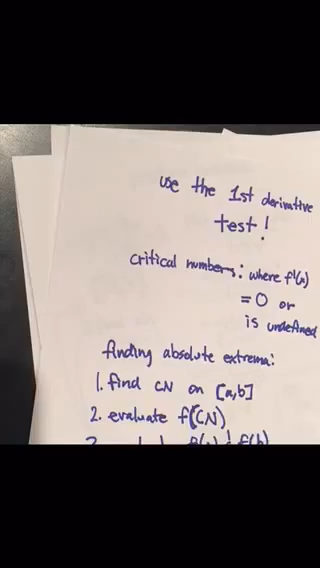 use the 1st derivative
test!
critical numbers: where f'(x)
= 0 or
is undefined
finding absolute extrema:
1. find CN on [a,b]
2. evaluate f(CN)